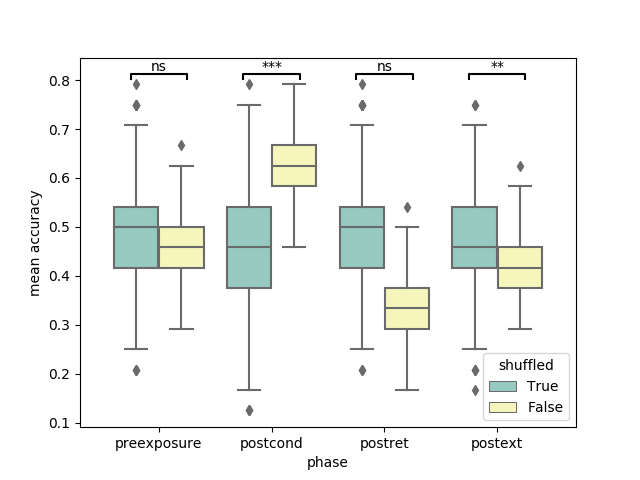 ns
***
ns
**
0.8
0.7
0.6
0.5
0.4
0.3
0.2
0.1
mean accuracy
shuffled
True
False
preexposure
postcond
postret
postext
phase